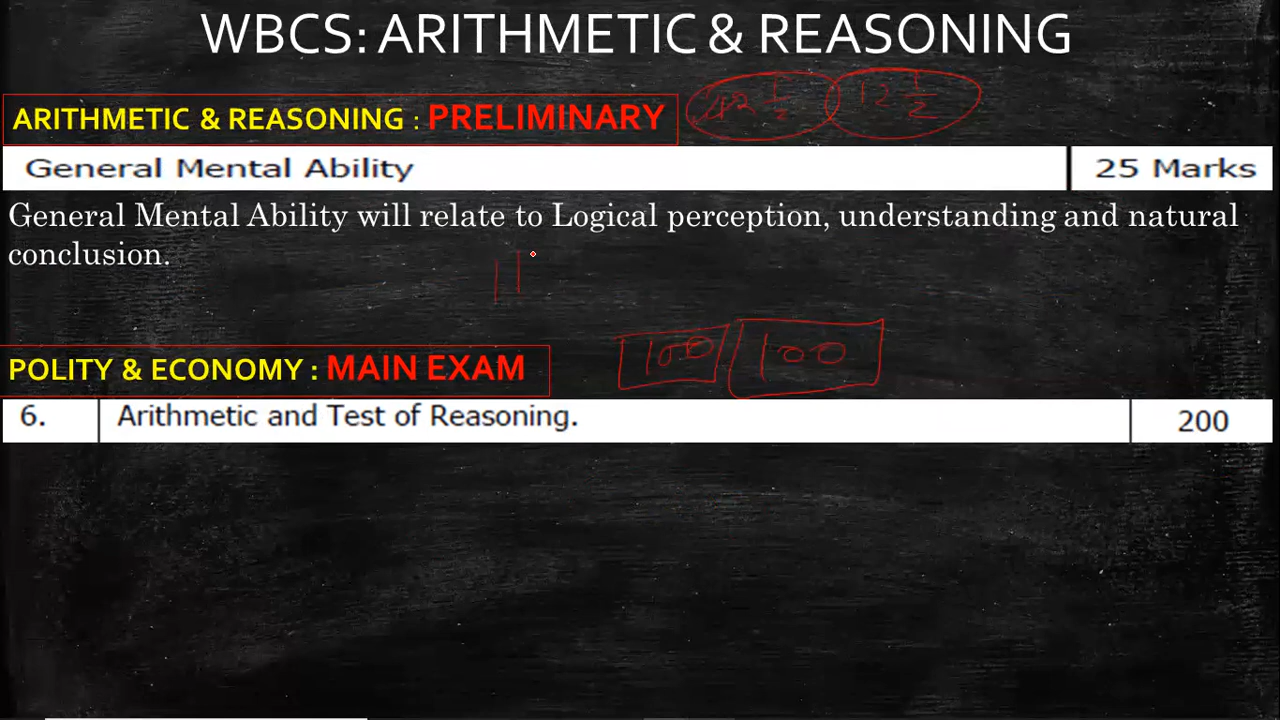 WBCS: ARITHMETIC & REASONING
ARITHMETIC & REASONING : PRELIMINARY
12 1/2
General Mental Ability 25 Marks
General Mental Ability will relate to Logical perception, understanding and natural
conclusion.
POLITY & ECONOMY : MAIN EXAM 100 100
6. Arithmetic and Test of Reasoning. 200